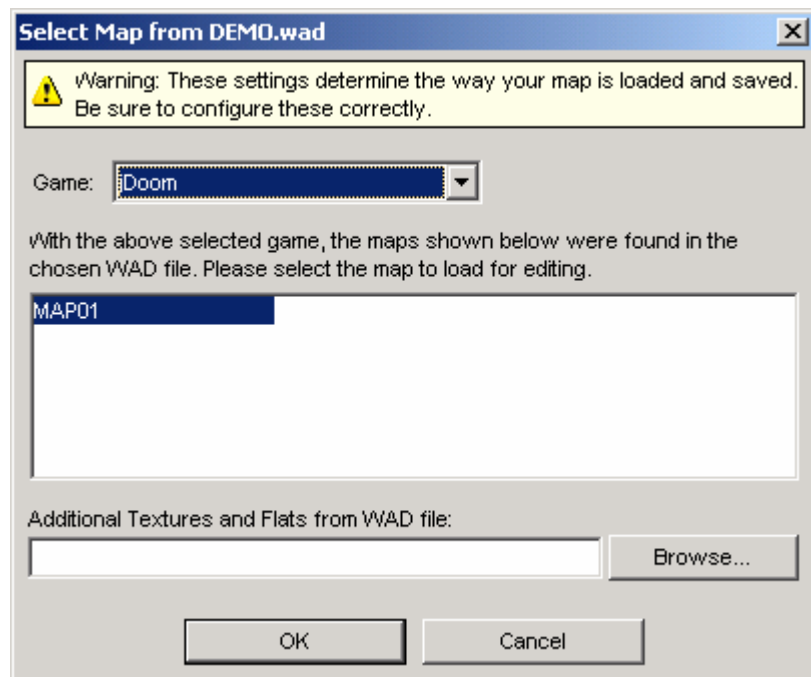 Select Map from DEMO.wad
Warning: These settings determine the way your map is loaded and saved.
Be sure to configure these correctly.
Game: Doom
With the above selected game, the maps shown below were found in the
chosen WAD file. Please select the map to load for editing.
MAP01
Additional Textures and Flats from WAD file:
Browse...
OK Cancel